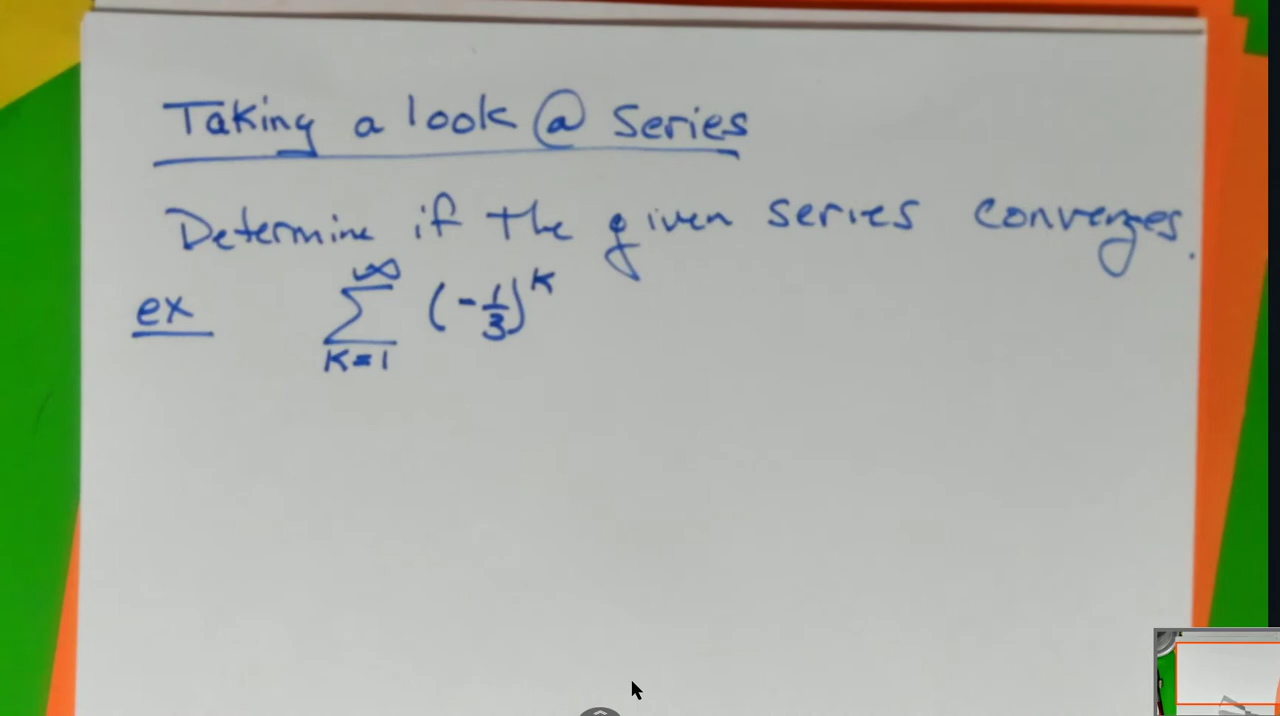 Taking a look @ series
Determine if the given series converges.
ex ∞ ∑ K=1 (-1/3)^K